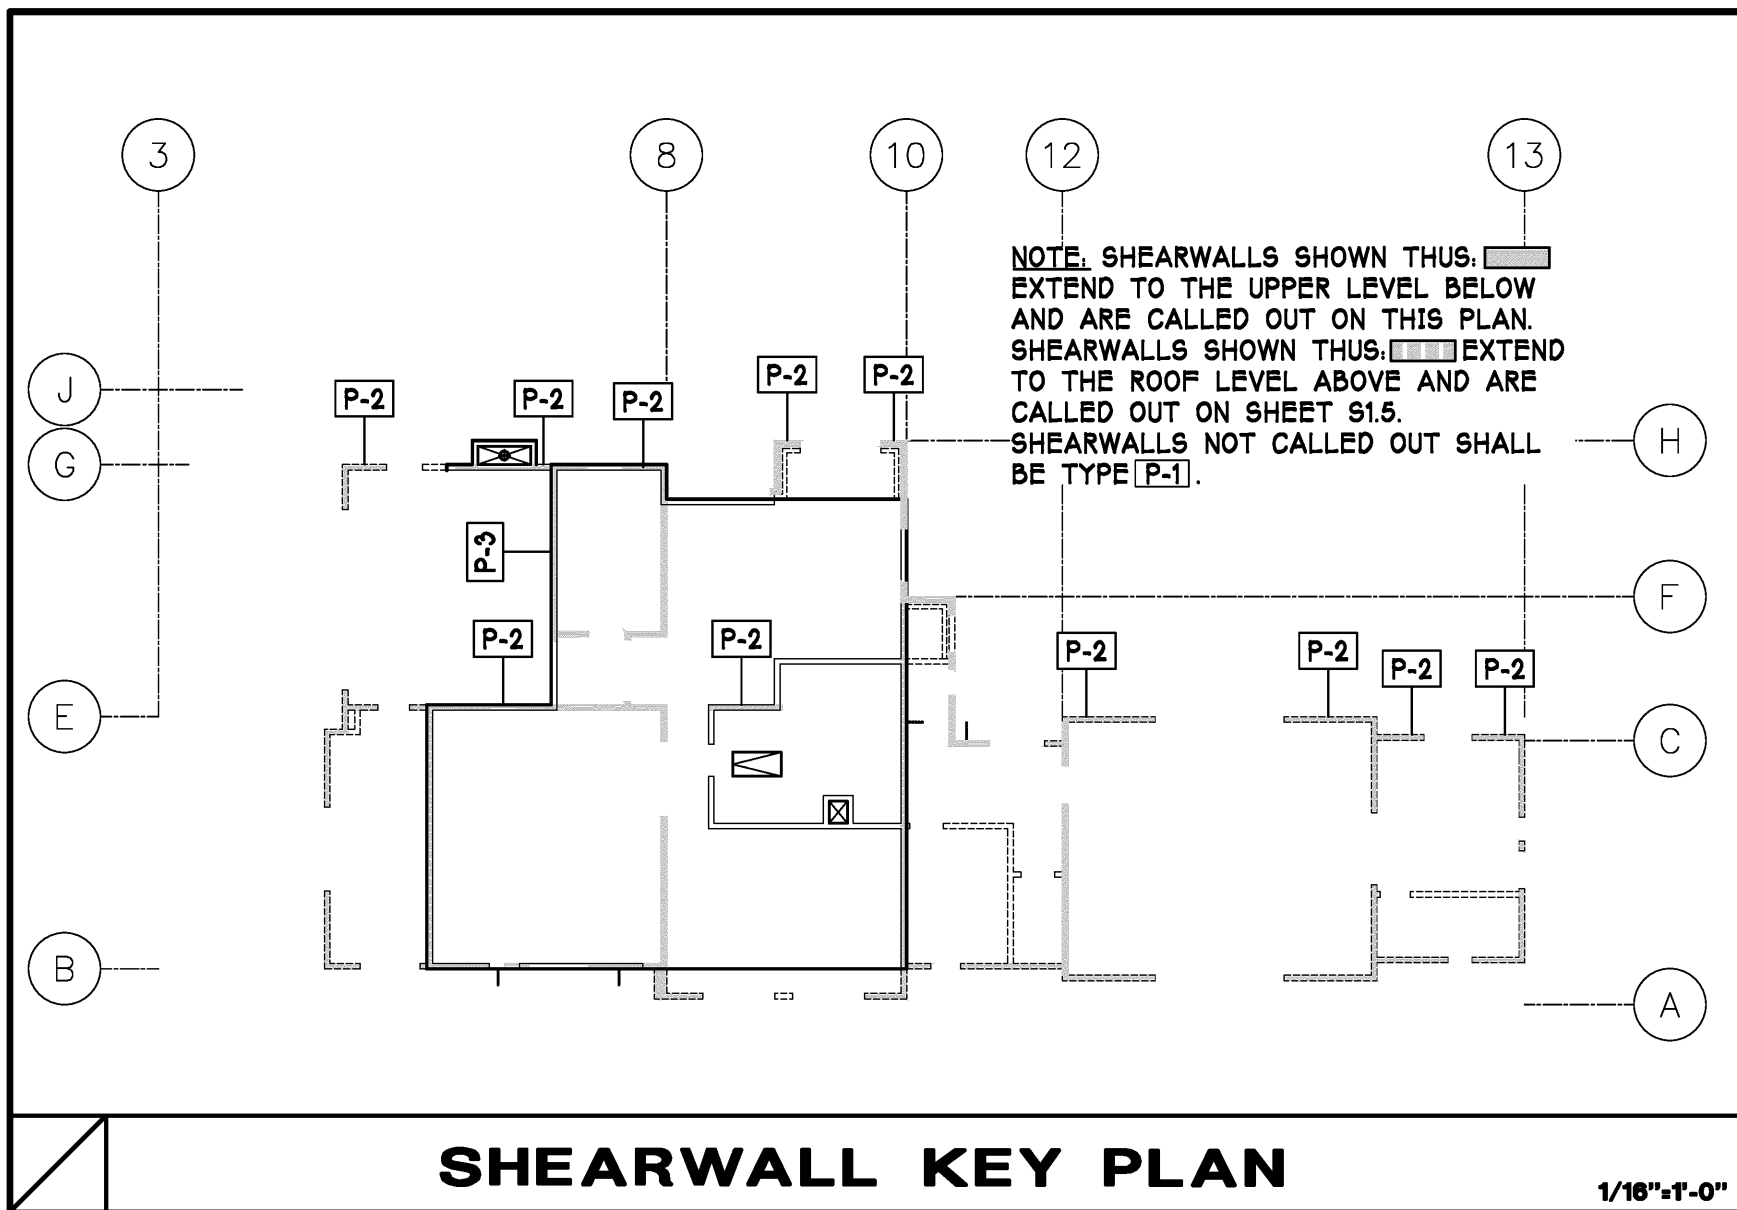 3
8
10
12
13
NOTE: SHEARWALLS SHOWN THUS:
EXTEND TO THE UPPER LEVEL BELOW
AND ARE CALLED OUT ON THIS PLAN.
SHEARWALLS SHOWN THUS: EXTEND
TO THE ROOF LEVEL ABOVE AND ARE
CALLED OUT ON SHEET S1.5.
SHEARWALLS NOT CALLED OUT SHALL
BE TYPE P-1.
J
P-2
P-2
P-2
P-2
P-2
H
G
P-3
F
P-2
P-2
P-2
P-2
P-2
P-2
E
C
B
A
SHEARWALL KEY PLAN
1/16"=1'-0"